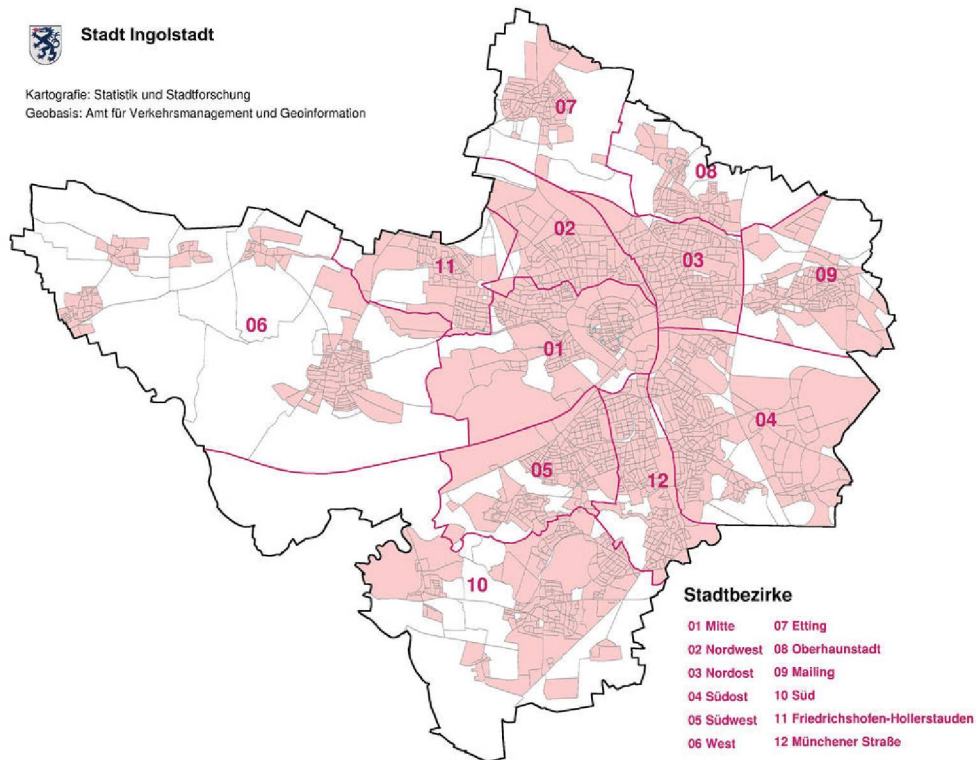 Stadt Ingolstadt
Kartografie: Statistik und Stadtforschung
Geobasis: Amt für Verkehrsmanagement und Geoinformation
07
08
02
03
11
09
06
01
04
05
12
10
Stadtbezirke
01 Mitte
02 Nordwest
03 Nordost
04 Südost
05 Südwest
06 West
07 Etting
08 Oberhaunstadt
09 Mailing
10 Süd
11 Friedrichshofen-Hollerstauden
12 Münchener Straße